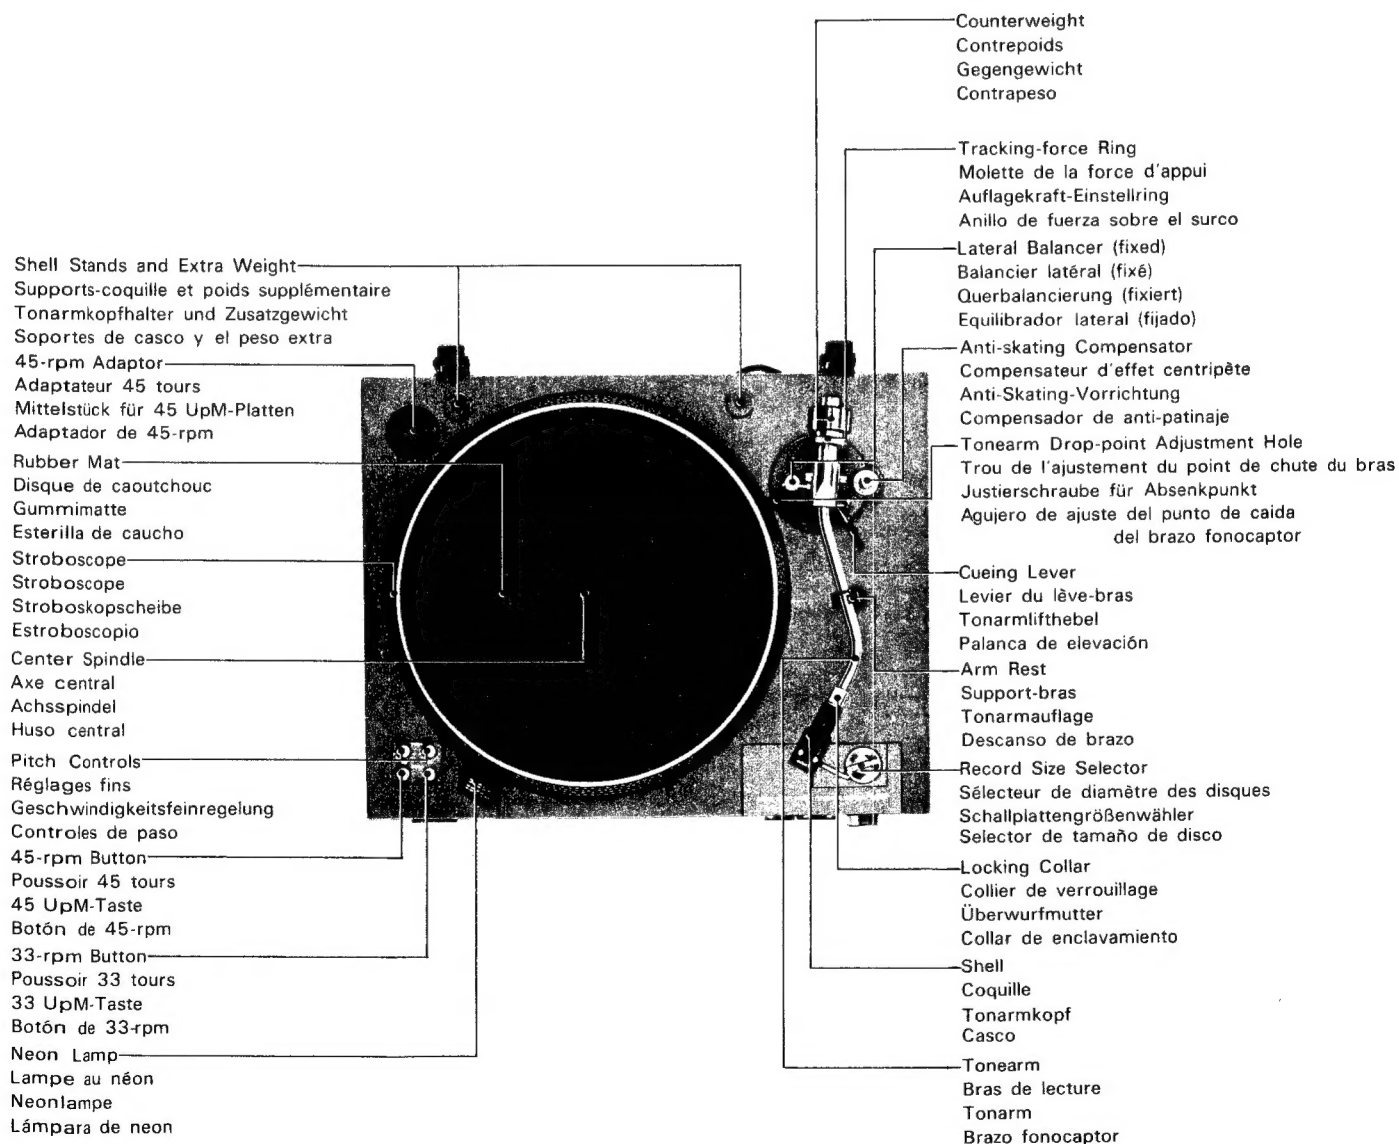 Counterweight
Contrepoids
Gegengewicht
Contrapeso
Tracking-force Ring
Molette de la force d'appui
Auflagekraft-Einstellring
Anillo de fuerza sobre el surco
Lateral Balancer (fixed)
Balancier latéral (fixé)
Querbalancierung (fixiert)
Equilibrador lateral (fijado)
Anti-skating Compensator
Compensateur d'effet centripète
Anti-Skating-Vorrichtung
Compensador de anti-patinaje
Tonearm Drop-point Adjustment Hole
Trou de l'ajustement du point de chute du bras
Justierschraube für Absenkpunkt
Agujero de ajuste del punto de caida
del brazo fonocaptor
Cueing Lever
Levier du lève-bras
Tonarmlifthebel
Palanca de elevación
Arm Rest
Support-bras
Tonarmauflage
Descanso de brazo
Record Size Selector
Sélecteur de diamètre des disques
Schallplattengrößenwähler
Selector de tamaño de disco
Locking Collar
Collier de verrouillage
Überwurfmutter
Collar de enclavamiento
Shell
Coquille
Tonarmkopf
Casco
Tonearm
Bras de lecture
Tonarm
Brazo fonocaptor
Shell Stands and Extra Weight
Supports-coquille et poids supplémentaire
Tonarmkopfhalter und Zusatzgewicht
Soportes de casco y el peso extra
45-rpm Adaptor
Adaptateur 45 tours
Mittelstück für 45 UpM-Platten
Adaptador de 45-rpm
Rubber Mat
Disque de caoutchouc
Gummimatte
Esterilla de caucho
Stroboscope
Stroboscope
Stroboskopscheibe
Estroboscopio
Center Spindle
Axe central
Achsspindel
Huso central
Pitch Controls
Réglages fins
Geschwindigkeitsfeinregelung
Controles de paso
45-rpm Button
Poussoir 45 tours
45 UpM-Taste
Botón de 45-rpm
33-rpm Button
Poussoir 33 tours
33 UpM-Taste
Botón de 33-rpm
Neon Lamp
Lampe au néon
Neonlampe
Lámpara de neon